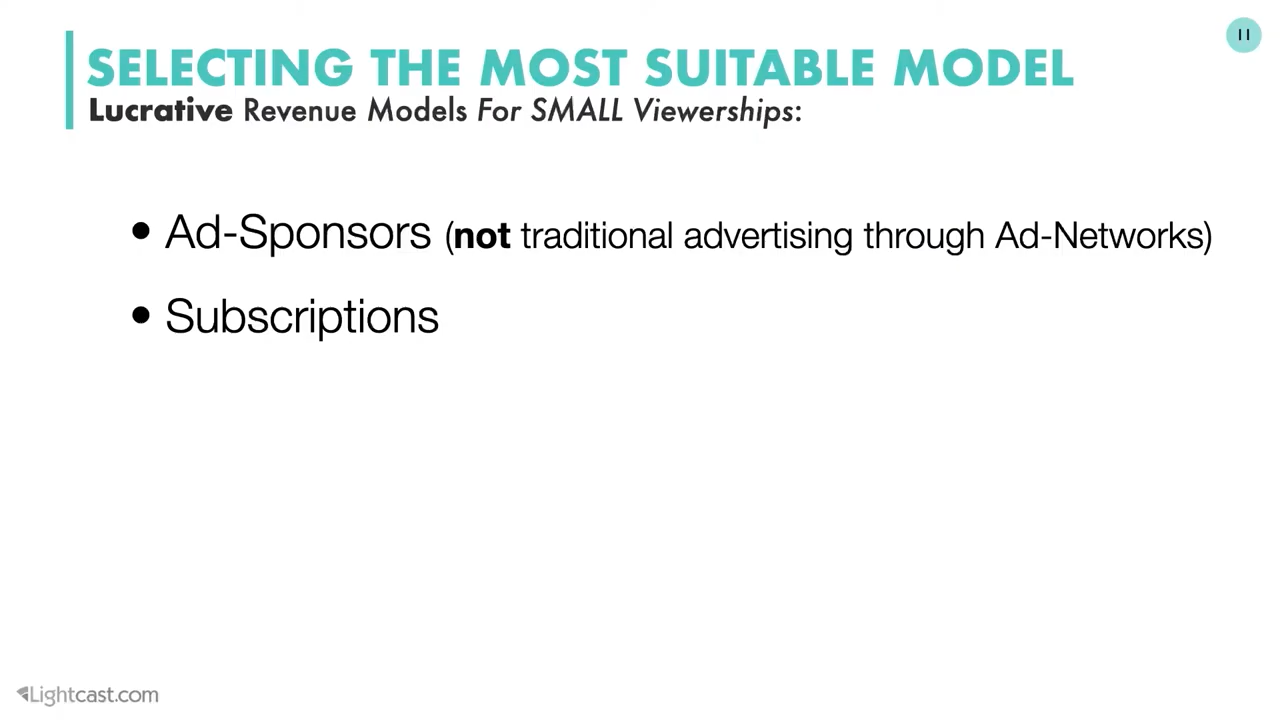 11
SELECTING THE MOST SUITABLE MODEL
Lucrative Revenue Models For SMALL Viewerships:
• Ad-Sponsors (not traditional advertising through Ad-Networks)
• Subscriptions
Lightcast.com